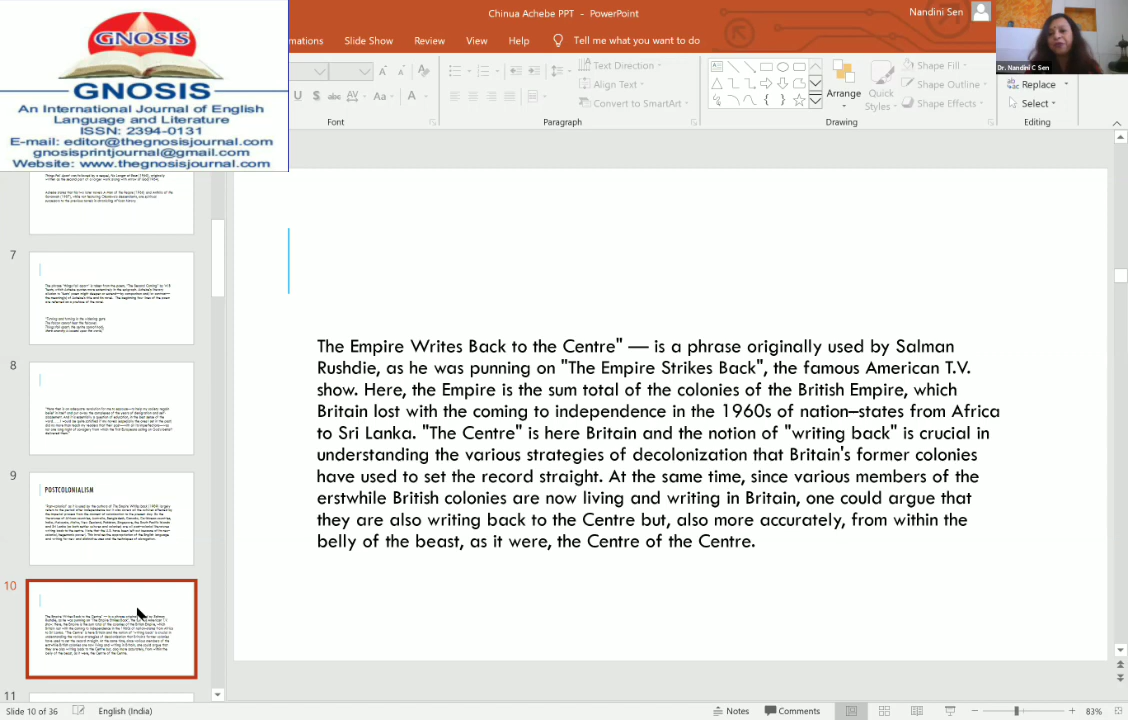 GNOSIS
GNOSIS
An International Journal of English
Language and Literature
ISSN: 2394-0131
E-mail: editor@thegnosisjournal.com
gnosisprintjournal@gmail.com
Website: www.thegnosisjournal.com
Chinua Achebe PPT - PowerPoint
Nandini Sen
Dr. Nandini C Sen
mations Slide Show Review View Help Tell me what you want to do
Text Direction
Align Text
Convert to SmartArt
Arrange
Quick
Styles
Shape Fill
Shape Outline
Shape Effects
Replace
Select
Font
Paragraph
Drawing
Editing
7
8
9
POSTCOLONIALISM
10
11
The Empire Writes Back to the Centre" — is a phrase originally used by Salman
Rushdie, as he was punning on "The Empire Strikes Back", the famous American T.V.
show. Here, the Empire is the sum total of the colonies of the British Empire, which
Britain lost with the coming to independence in the 1960s of nation–states from Africa
to Sri Lanka. "The Centre" is here Britain and the notion of "writing back" is crucial in
understanding the various strategies of decolonization that Britain's former colonies
have used to set the record straight. At the same time, since various members of the
erstwhile British colonies are now living and writing in Britain, one could argue that
they are also writing back to the Centre but, also more accurately, from within the
belly of the beast, as it were, the Centre of the Centre.
Slide 10 of 36
English (India)
Notes
Comments
83%